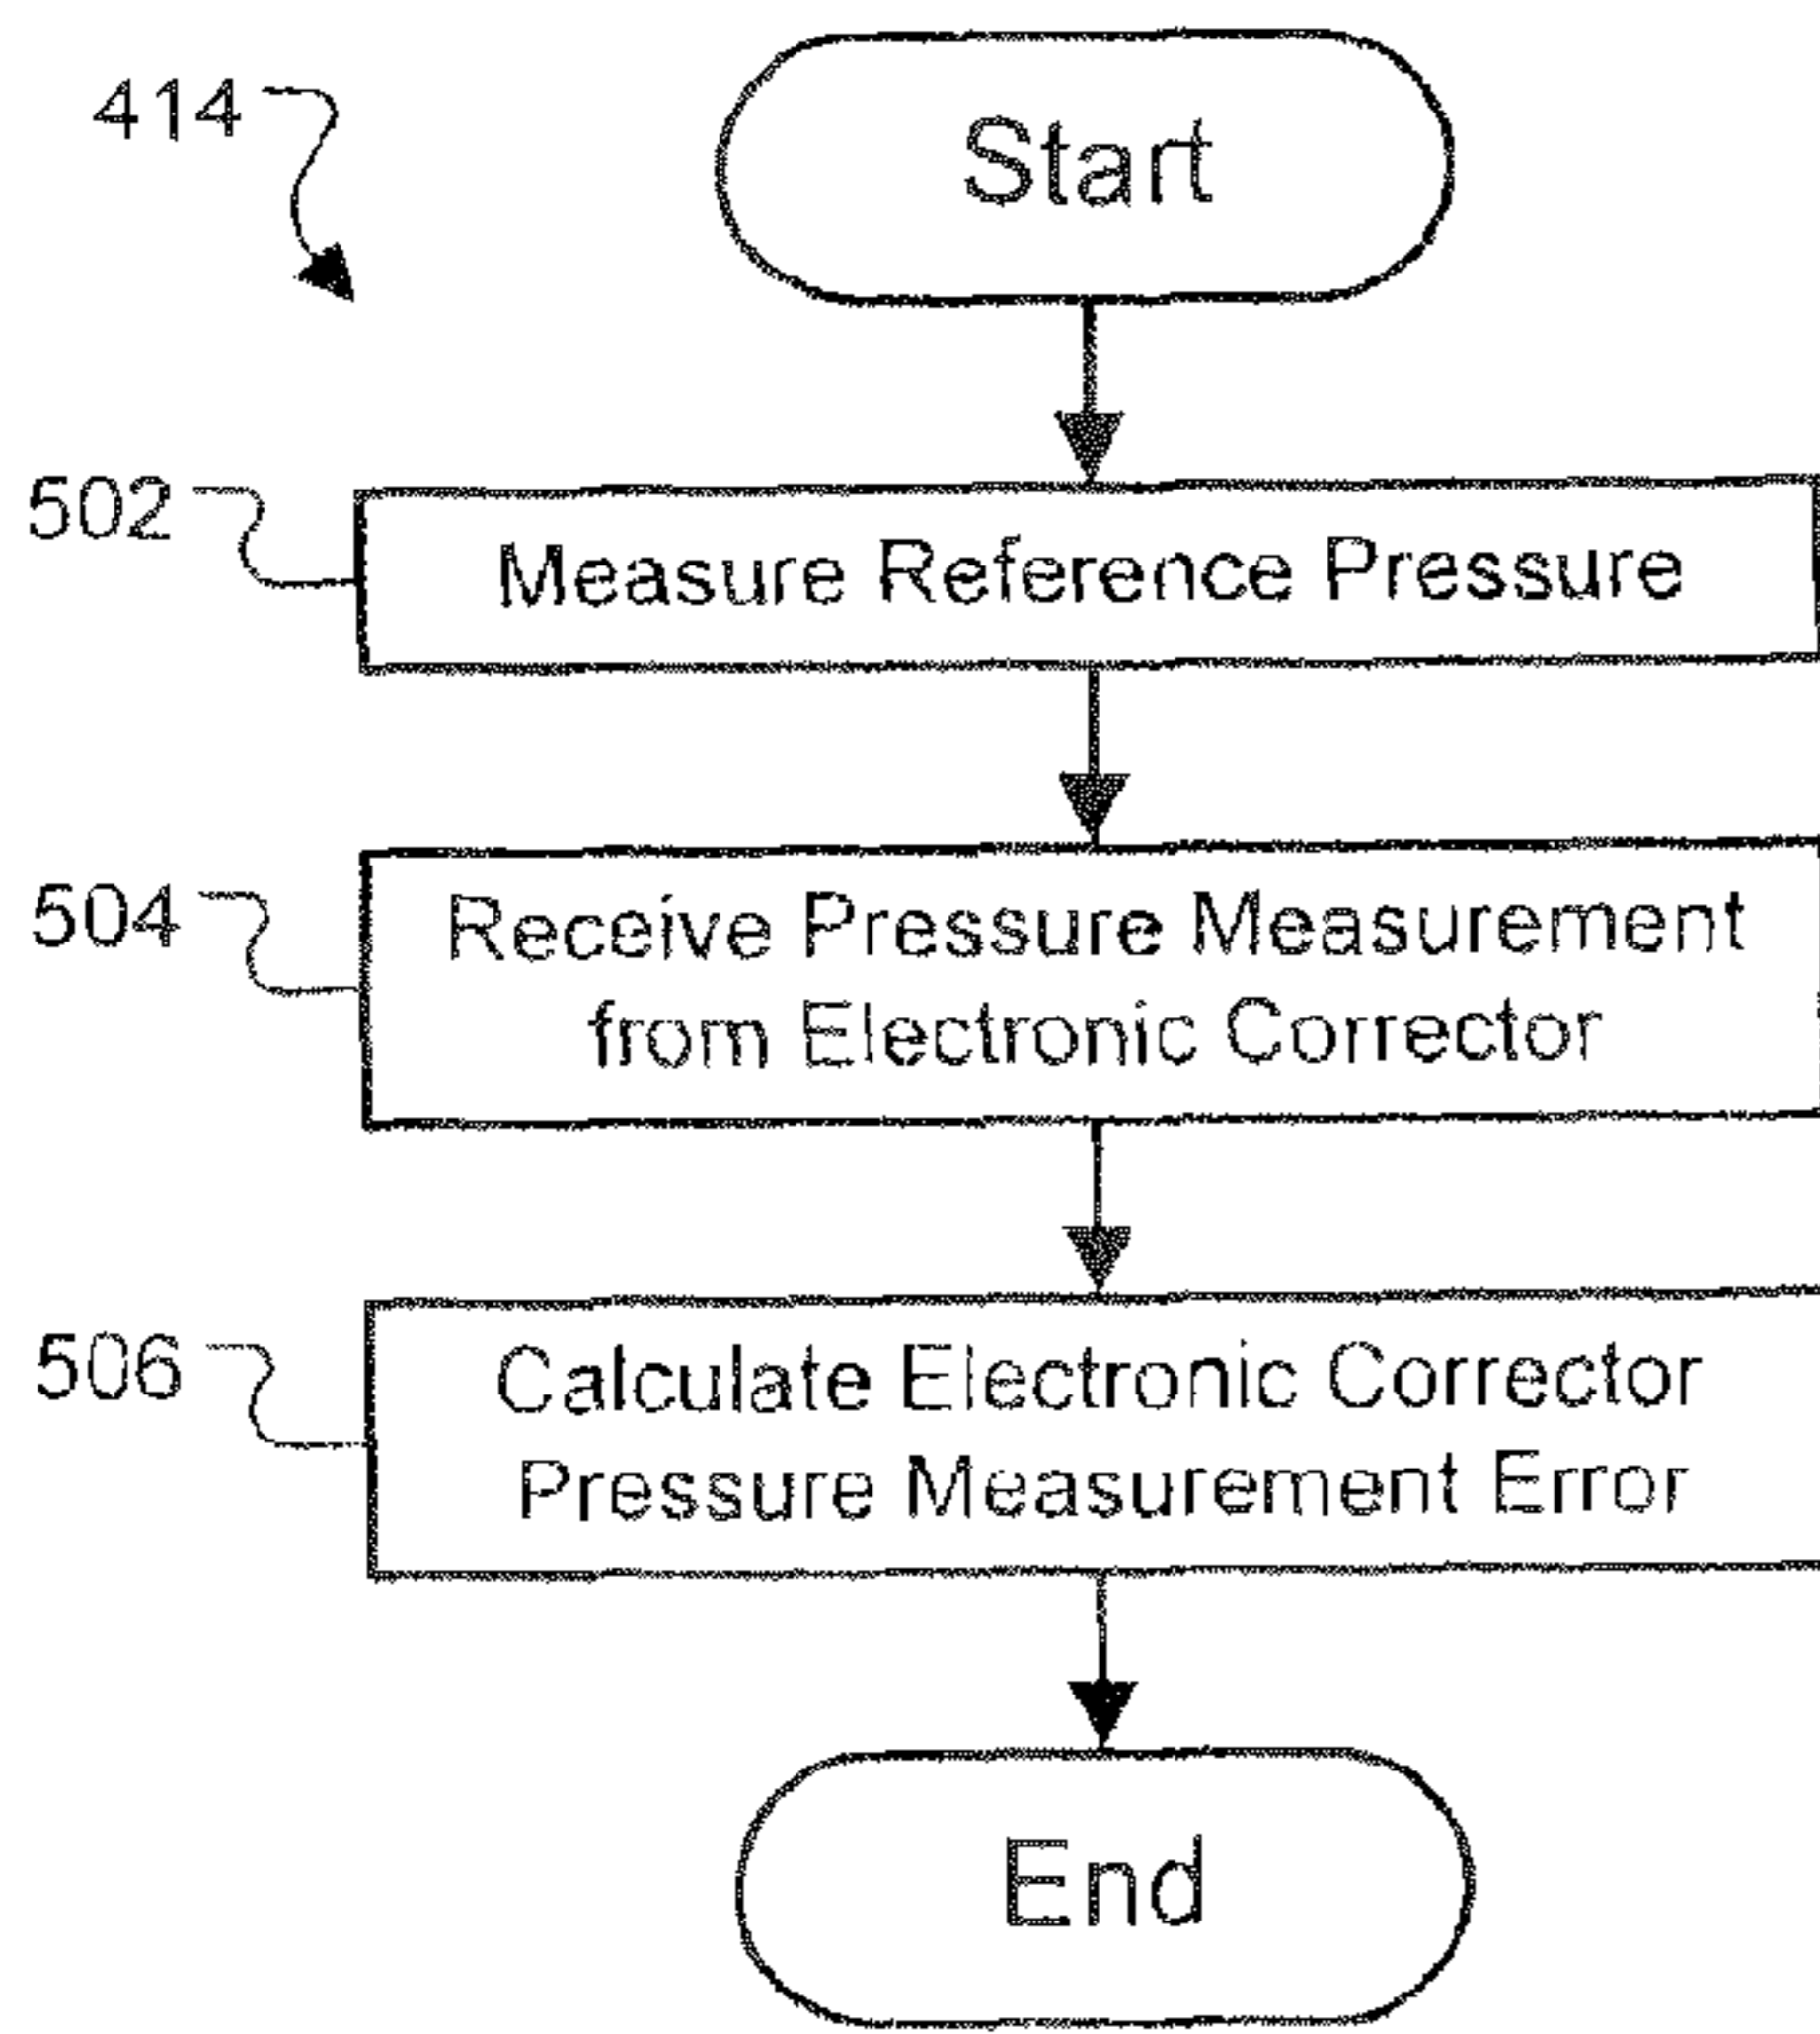 414
Start
502
Measure Reference Pressure
504
Receive Pressure Measurement
from Electronic Corrector
506
Calculate Electronic Corrector
Pressure Measurement Error
End